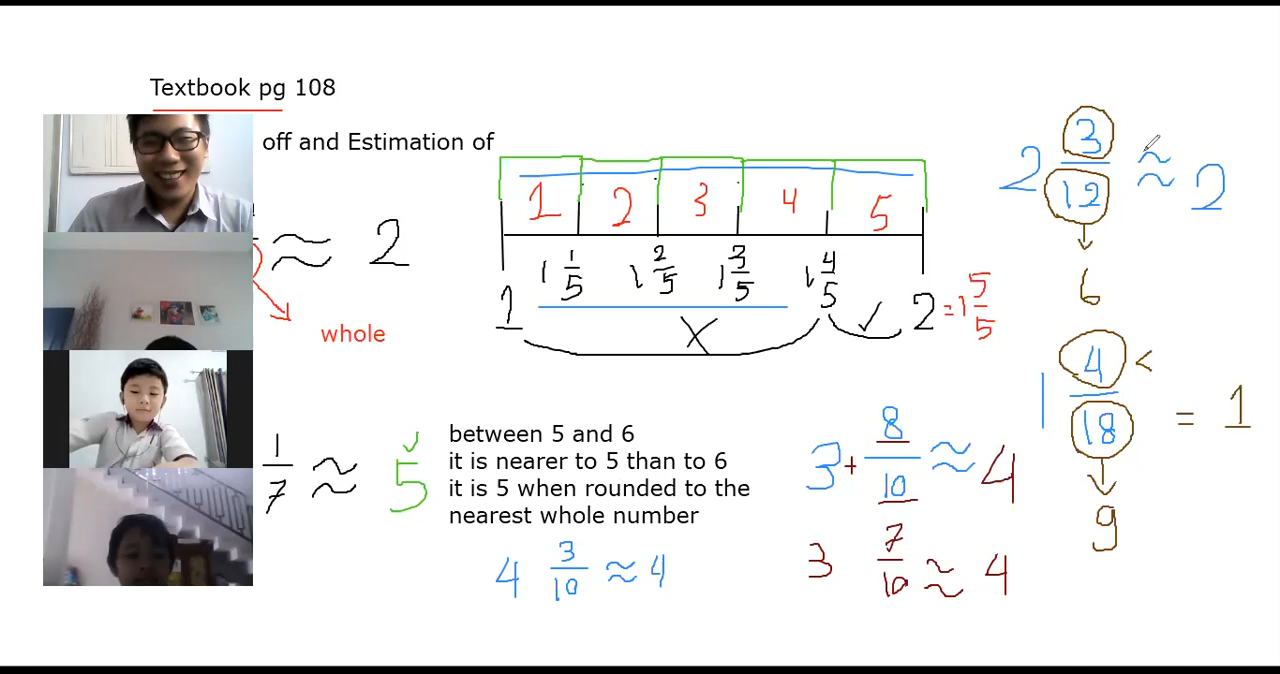 Textbook pg 108
off and Estimation of
≈ 2
whole
1 2 3 4 5
1 1/5 1 2/5 1 3/5 1 4/5
1 2 = 1 5/5
X ✓
2 3/12 ≈ 2
6
1 4/18 < = 1
9
1/7 ≈ 5 ✓
between 5 and 6
it is nearer to 5 than to 6
it is 5 when rounded to the
nearest whole number
4 3/10 ≈ 4
3 + 8/10 ≈ 4
3 7/10 ≈ 4